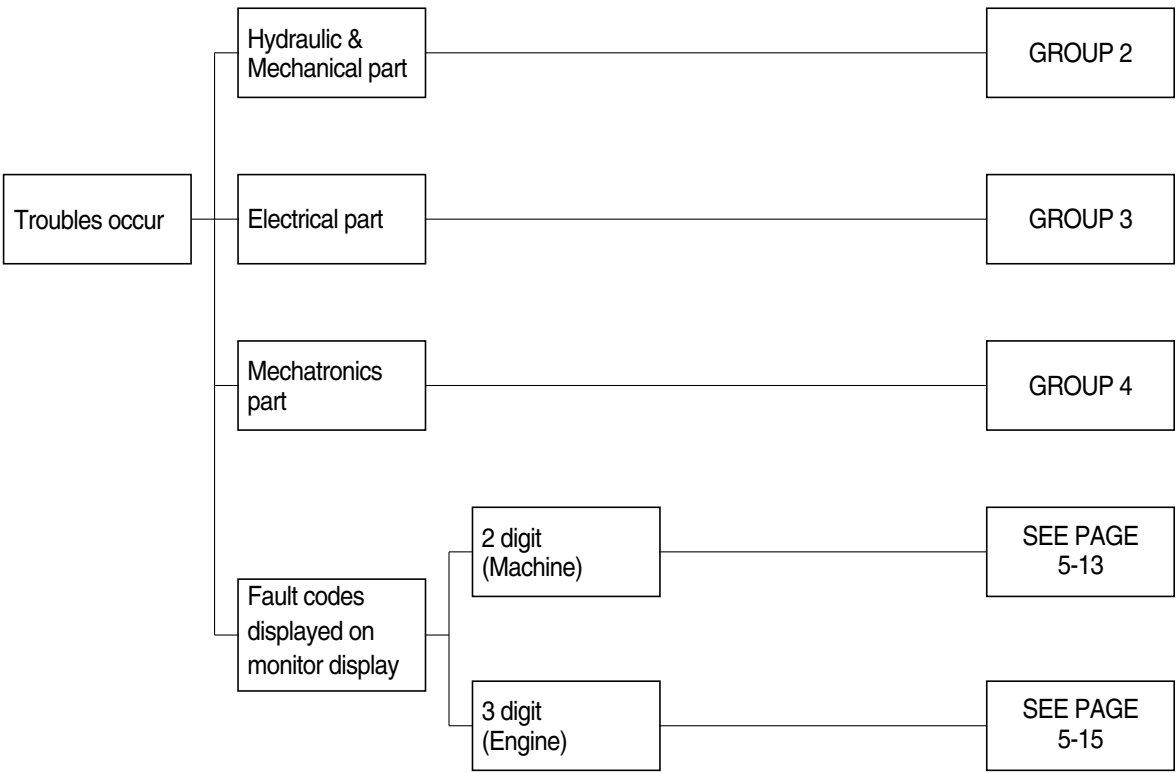 Hydraulic &
Mechanical part
GROUP 2
Troubles occur
Electrical part
GROUP 3
Mechatronics
part
GROUP 4
Fault codes
displayed on
monitor display
2 digit
(Machine)
SEE PAGE
5-13
3 digit
(Engine)
SEE PAGE
5-15